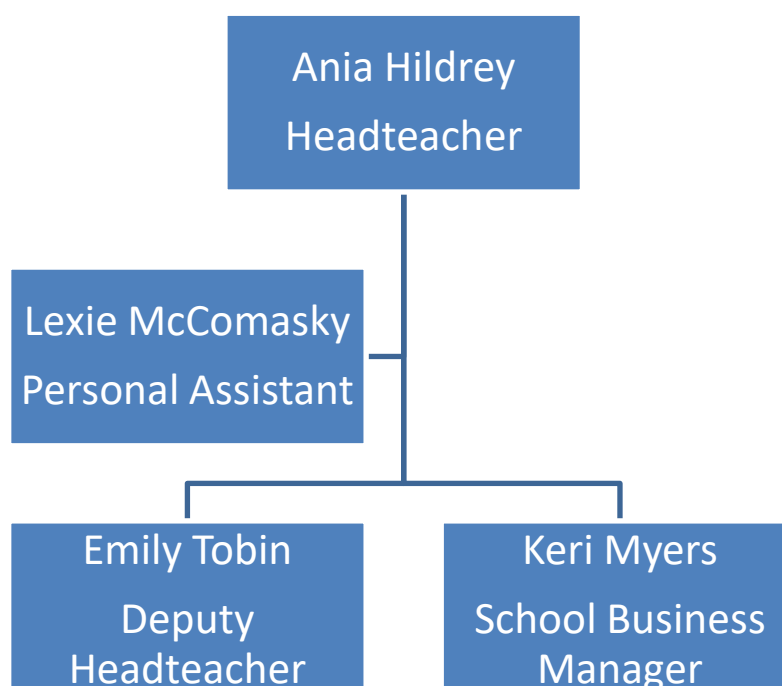 Ania Hildrey
Headteacher
Lexie McComasky
Personal Assistant
Emily Tobin
Deputy
Headteacher
Keri Myers
School Business
Manager